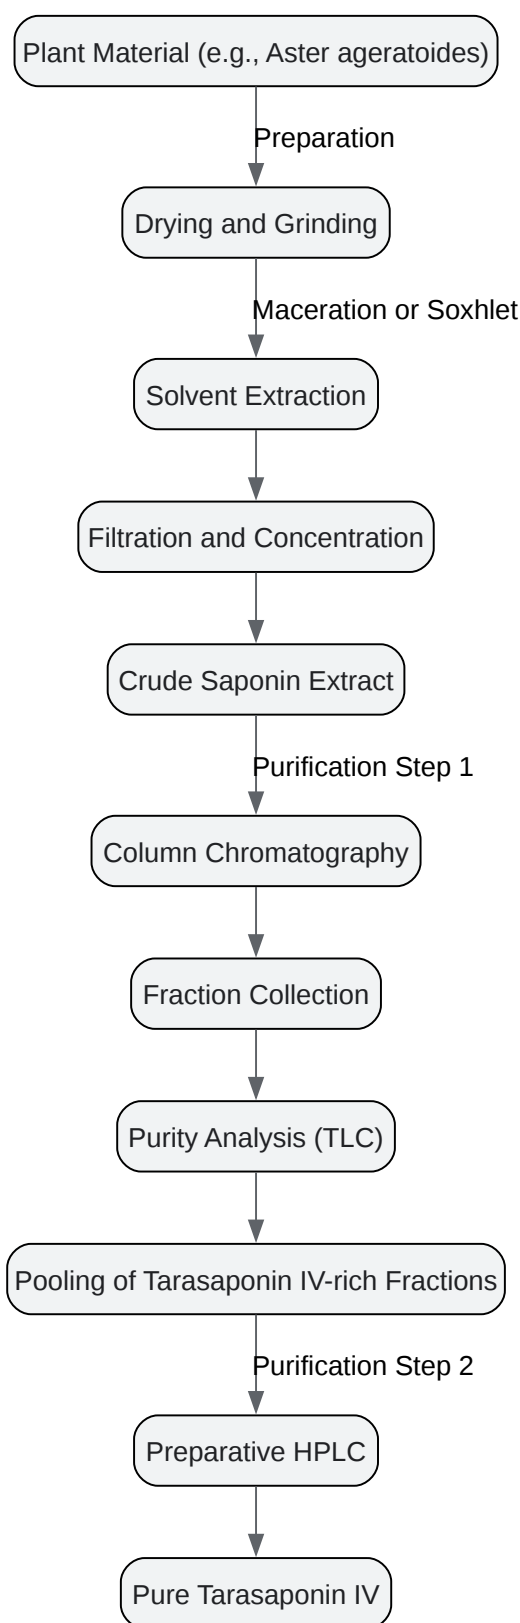 Plant Material (e.g., Aster ageratoides)
Preparation
Drying and Grinding
Maceration or Soxhlet
Solvent Extraction
Filtration and Concentration
Crude Saponin Extract
Purification Step 1
Column Chromatography
Fraction Collection
Purity Analysis (TLC)
Pooling of Tarasaponin IV-rich Fractions
Purification Step 2
Preparative HPLC
Pure Tarasaponin IV